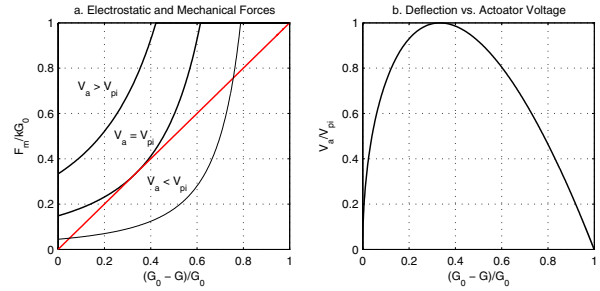 a. Electrostatic and Mechanical Forces
1
0.8
0.6
0.4
0.2
0
F_m/kG_0
V_a > V_pi
V_a = V_pi
V_a < V_pi
0 0.2 0.4 0.6 0.8 1
(G_0 − G)/G_0
b. Deflection vs. Actoator Voltage
1
0.8
0.6
0.4
0.2
0
V_a/V_pi
0 0.2 0.4 0.6 0.8 1
(G_0 − G)/G_0